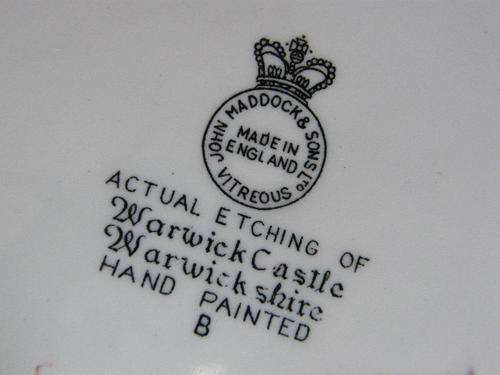 JOHN MADDOCK & SONS LTD
MADE IN
ENGLAND
VITREOUS
ACTUAL ETCHING OF
Warwick Castle
Warwickshire
HAND PAINTED
B